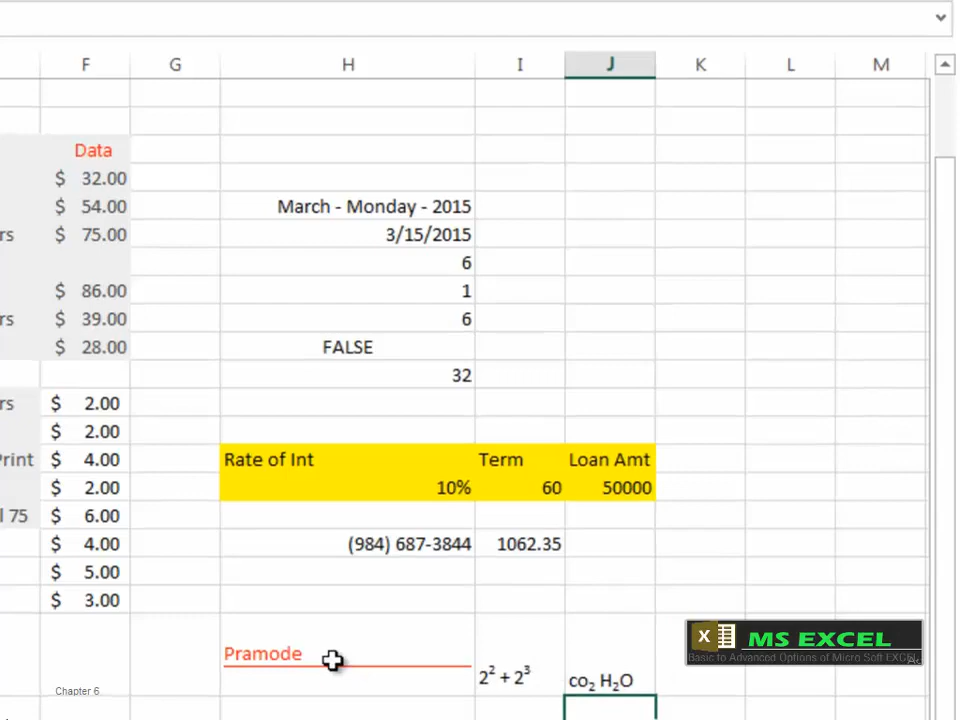 F G H I J K L M
Data
$ 32.00
March - Monday - 2015
$ 54.00
3/15/2015
rs $ 75.00
6
$ 86.00 1
rs $ 39.00 6
$ 28.00 FALSE
32
rs $ 2.00
$ 2.00
Print $ 4.00 Rate of Int Term Loan Amt
$ 2.00 10% 60 50000
l 75 $ 6.00
$ 4.00 (984) 687-3844 1062.35
$ 5.00
$ 3.00
X MS EXCEL
Basic to Advanced Options of Micro Soft EXCEL
Pramode
2² + 2³ co₂ H₂O
Chapter 6